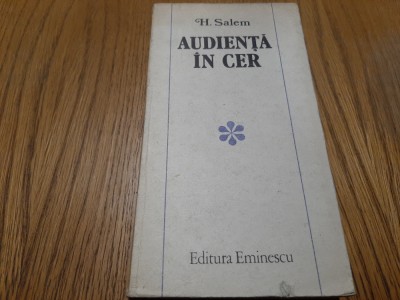 H. Salem
AUDIENȚĂ
ÎN CER
Editura Eminescu